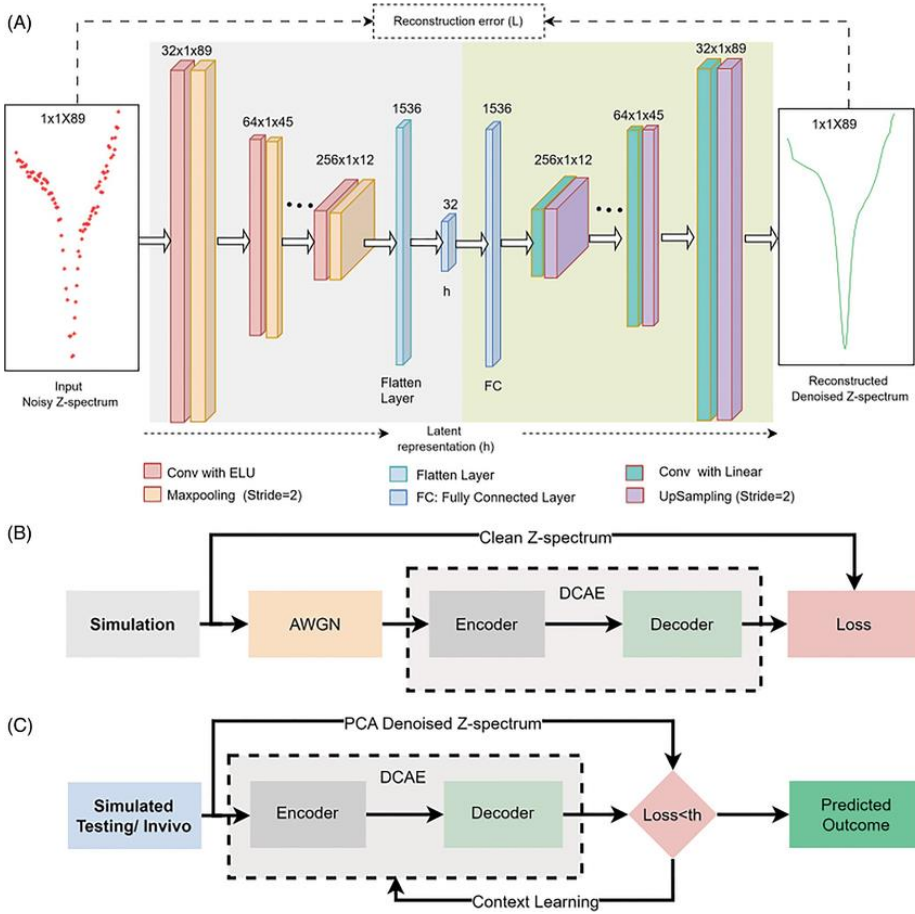 (A)
Reconstruction error (L)
32x1x89
32x1x89
1x1X89
64x1x45
1536
1536
64x1x45
1x1X89
256x1x12
256x1x12
32
h
Flatten
Layer
FC
Input
Noisy Z-spectrum
Reconstructed
Denoised Z-spectrum
Latent
representation (h)
Conv with ELU
Flatten Layer
Conv with Linear
Maxpooling (Stride=2)
FC: Fully Connected Layer
UpSampling (Stride=2)
(B)
Clean Z-spectrum
DCAE
Simulation
AWGN
Encoder
Decoder
Loss
(C)
PCA Denoised Z-spectrum
DCAE
Simulated
Testing/ Invivo
Encoder
Decoder
Loss<th
Predicted
Outcome
Context Learning